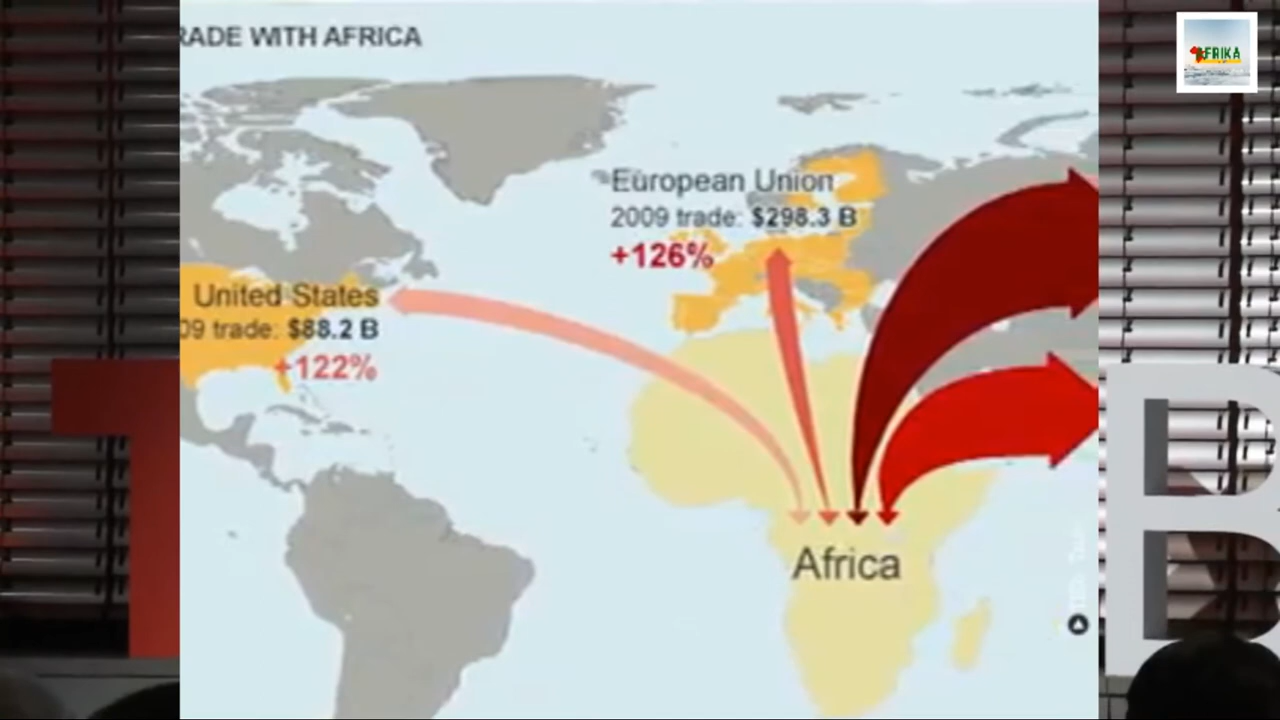 RADE WITH AFRICA
AFRIKA
European Union
2009 trade: $298.3 B
+126%
United States
09 trade: $88.2 B
+122%
Africa
B